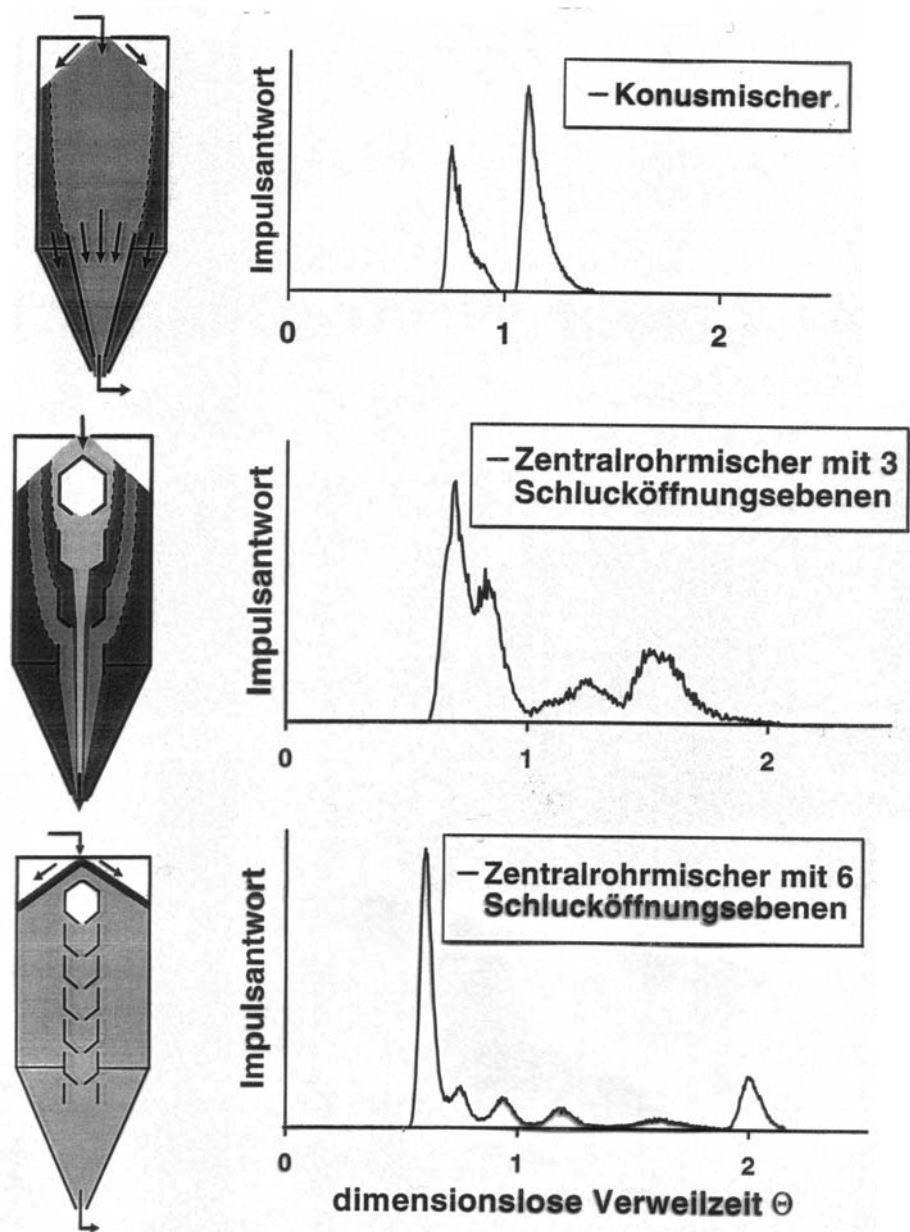 Impulsantwort
– Konusmischer
0
1
2
Impulsantwort
– Zentralrohrmischer mit 3
Schlucköffnungsebenen
0
1
2
Impulsantwort
– Zentralrohrmischer mit 6
Schlucköffnungsebenen
0
1
2
dimensionslose Verweilzeit Θ